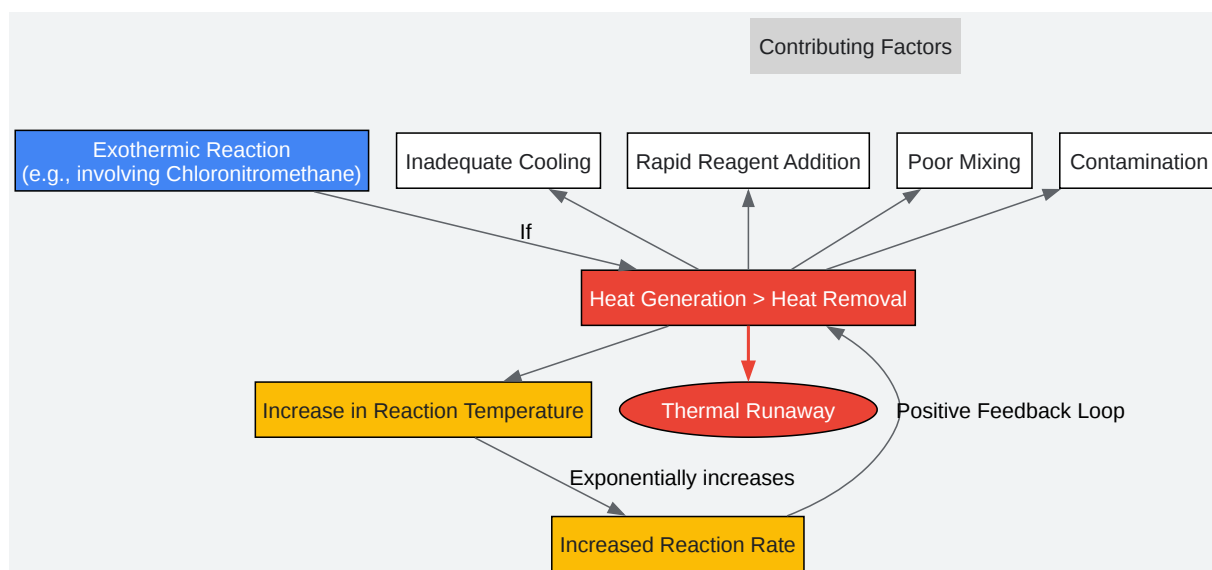 Contributing Factors
Exothermic Reaction
(e.g., involving Chloronitromethane)
Inadequate Cooling
Rapid Reagent Addition
Poor Mixing
Contamination
If
Heat Generation > Heat Removal
Increase in Reaction Temperature
Thermal Runaway
Positive Feedback Loop
Exponentially increases
Increased Reaction Rate